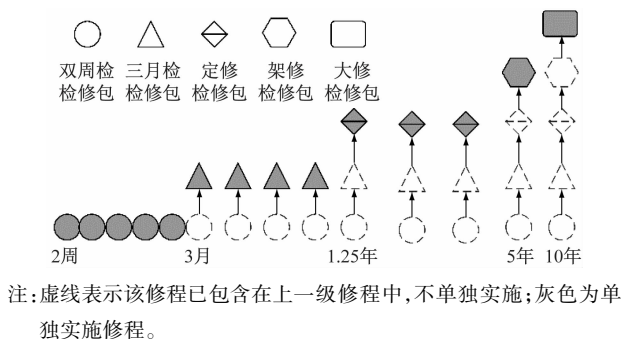 双周检 三月检 定修 架修 大修
检修包 检修包 检修包 检修包 检修包
2周 3月 1.25年 5年 10年
注:虚线表示该修程已包含在上一级修程中,不单独实施;灰色为单
独实施修程。